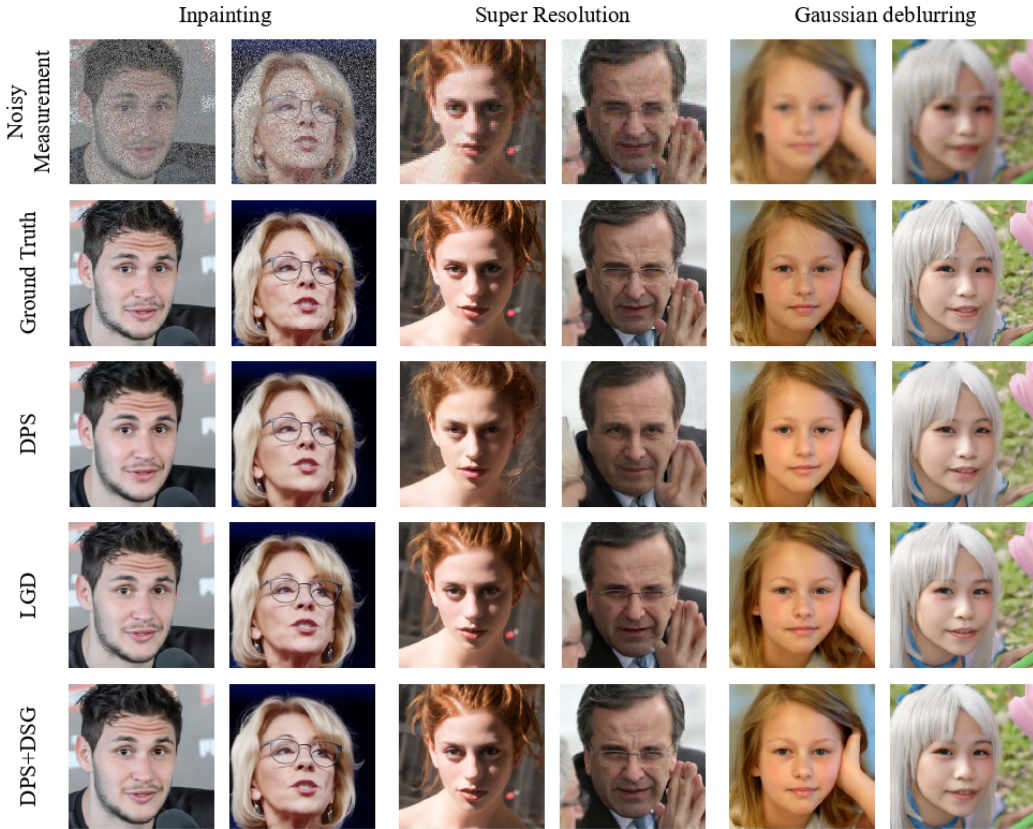 Inpainting
Super Resolution
Gaussian deblurring
Noisy
Measurement
Ground Truth
DPS
LGD
DPS+DSG